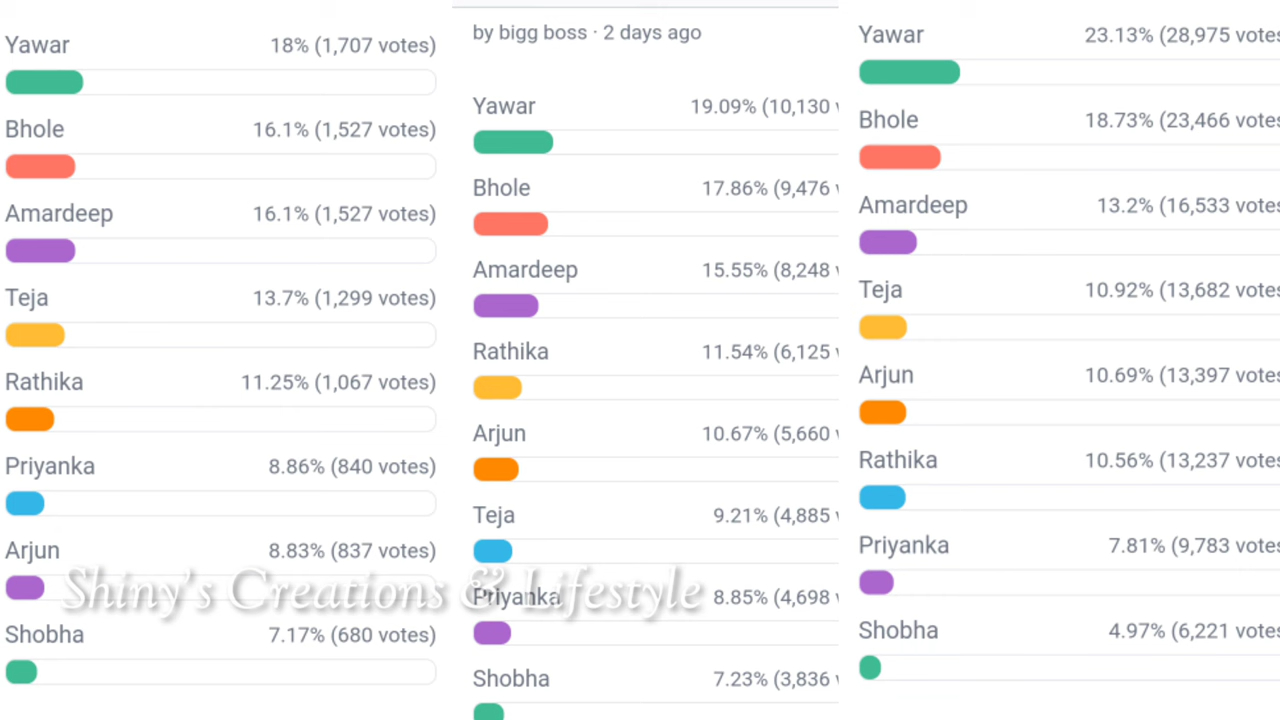 Yawar 18% (1,707 votes)
Bhole 16.1% (1,527 votes)
Amardeep 16.1% (1,527 votes)
Teja 13.7% (1,299 votes)
Rathika 11.25% (1,067 votes)
Priyanka 8.86% (840 votes)
Arjun 8.83% (837 votes)
Shobha 7.17% (680 votes)
by bigg boss · 2 days ago
Yawar 19.09% (10,130 v
Bhole 17.86% (9,476 v
Amardeep 15.55% (8,248 v
Rathika 11.54% (6,125 v
Arjun 10.67% (5,660 v
Teja 9.21% (4,885 v
Priyanka 8.85% (4,698 v
Shobha 7.23% (3,836 v
Yawar 23.13% (28,975 votes
Bhole 18.73% (23,466 votes
Amardeep 13.2% (16,533 votes
Teja 10.92% (13,682 votes
Arjun 10.69% (13,397 votes
Rathika 10.56% (13,237 votes
Priyanka 7.81% (9,783 votes
Shobha 4.97% (6,221 votes
Shiny's Creations & Lifestyle